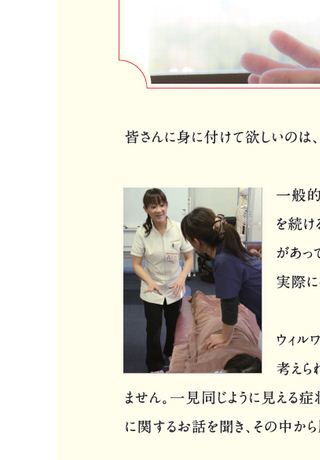 皆さんに身に付けて欲しいのは、
一般的
を続ける
があって
実際に
ウィルワ
考えられ
ません。一見同じように見える症状
に関するお話を聞き、その中から